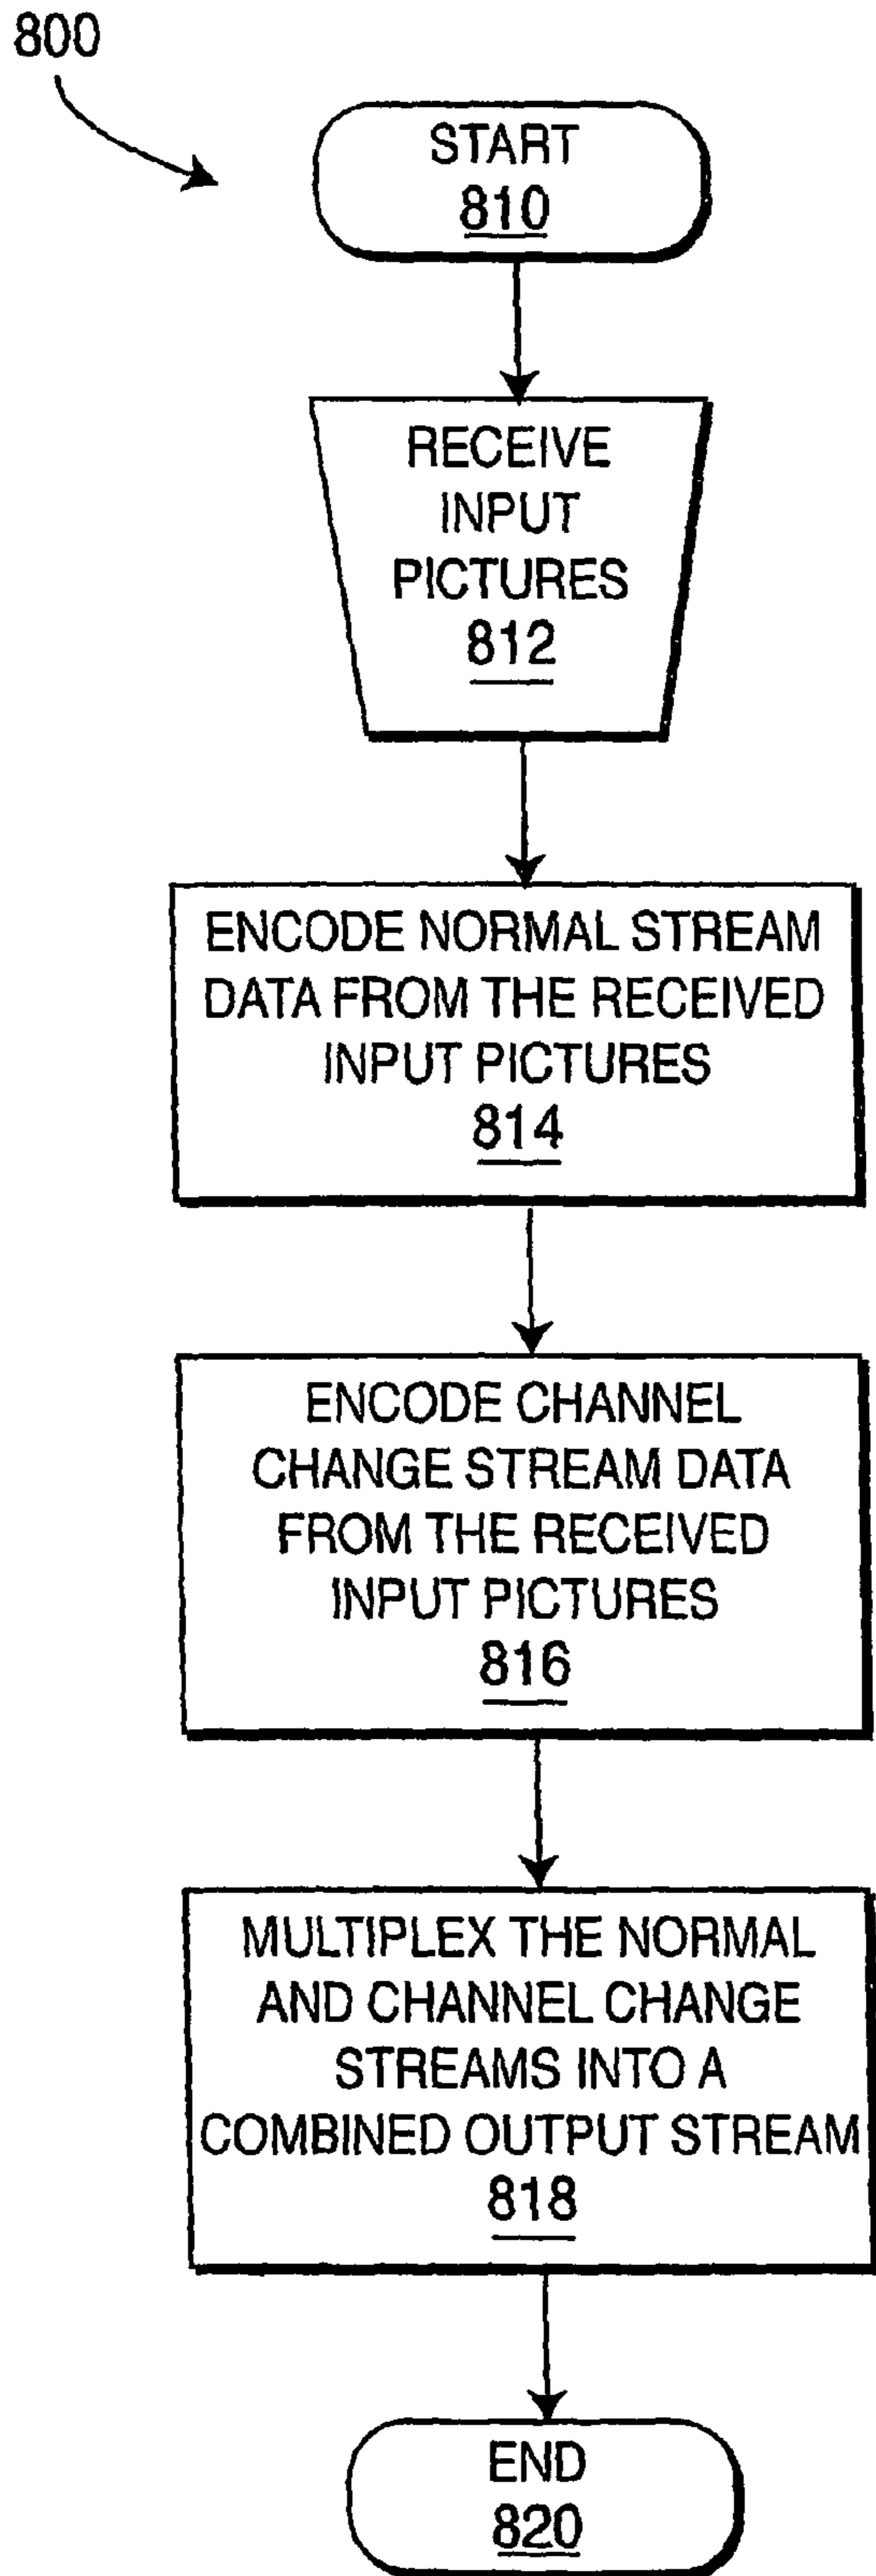 800
START
810
RECEIVE
INPUT
PICTURES
812
ENCODE NORMAL STREAM
DATA FROM THE RECEIVED
INPUT PICTURES
814
ENCODE CHANNEL
CHANGE STREAM DATA
FROM THE RECEIVED
INPUT PICTURES
816
MULTIPLEX THE NORMAL
AND CHANNEL CHANGE
STREAMS INTO A
COMBINED OUTPUT STREAM
818
END
820